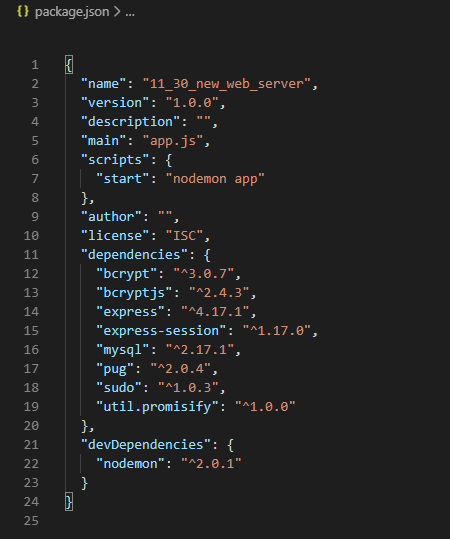 {} package.json > ...
1 {
2   "name": "11_30_new_web_server",
3   "version": "1.0.0",
4   "description": "",
5   "main": "app.js",
6   "scripts": {
7     "start": "nodemon app"
8   },
9   "author": "",
10   "license": "ISC",
11   "dependencies": {
12     "bcrypt": "^3.0.7",
13     "bcryptjs": "^2.4.3",
14     "express": "^4.17.1",
15     "express-session": "^1.17.0",
16     "mysql": "^2.17.1",
17     "pug": "^2.0.4",
18     "sudo": "^1.0.3",
19     "util.promisify": "^1.0.0"
20   },
21   "devDependencies": {
22     "nodemon": "^2.0.1"
23   }
24 }
25